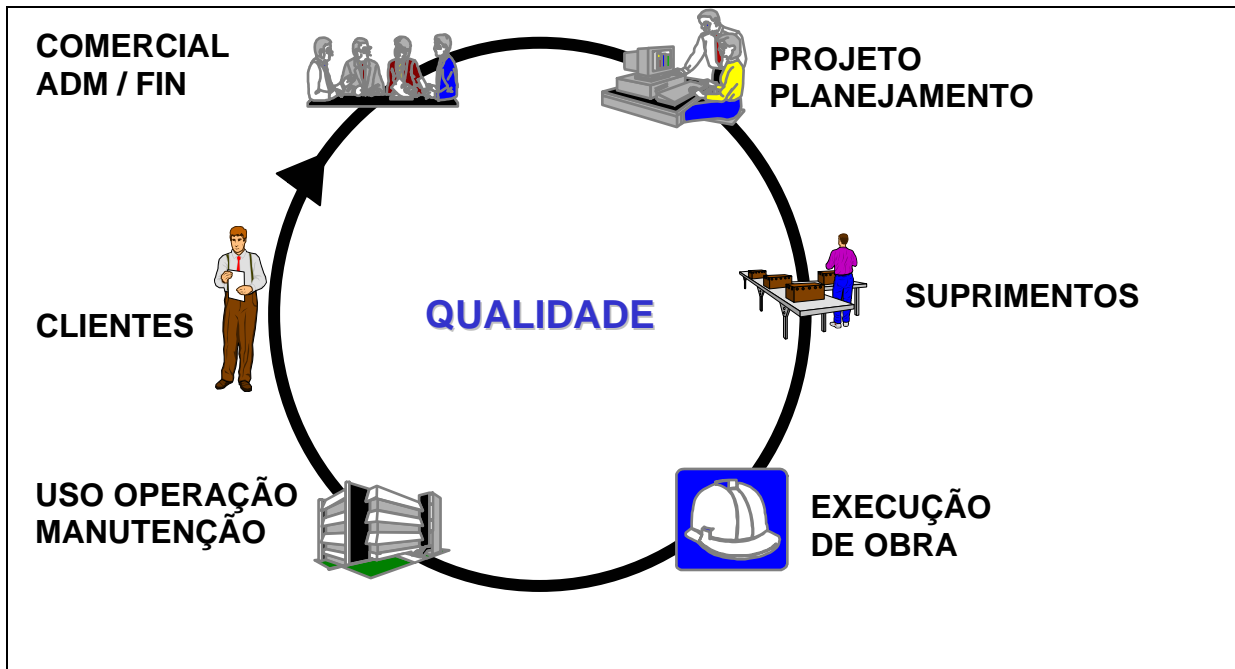 COMERCIAL
ADM / FIN
PROJETO
PLANEJAMENTO
SUPRIMENTOS
QUALIDADE
CLIENTES
USO OPERAÇÃO
MANUTENÇÃO
EXECUÇÃO
DE OBRA